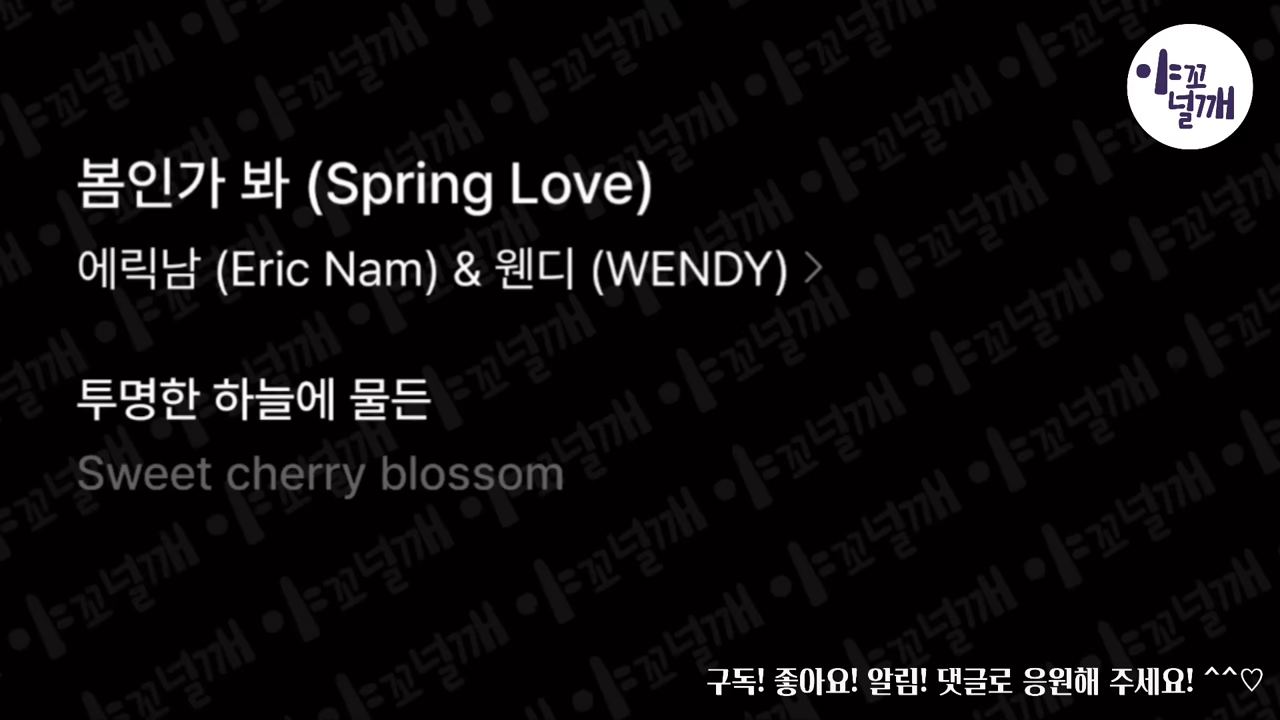 야꼬
널깨
봄인가 봐 (Spring Love)
에릭남 (Eric Nam) & 웬디 (WENDY) >
투명한 하늘에 물든
Sweet cherry blossom
구독! 좋아요! 알림! 댓글로 응원해 주세요! ^^♡